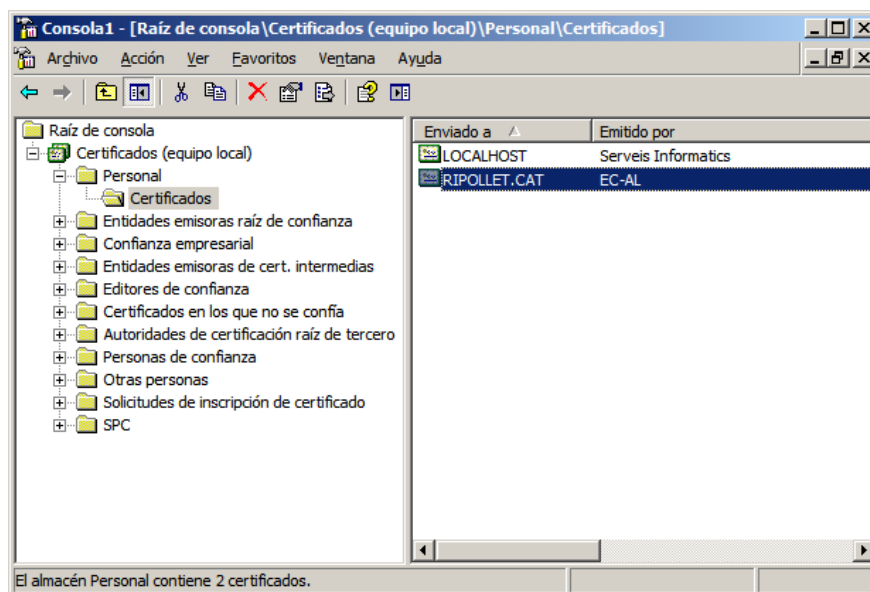 Consola1 - [Raíz de consola\Certificados (equipo local)\Personal\Certificados]
Archivo Acción Ver Favoritos Ventana Ayuda
Raíz de consola
Certificados (equipo local)
Personal
Certificados
Entidades emisoras raíz de confianza
Confianza empresarial
Entidades emisoras de cert. intermedias
Editores de confianza
Certificados en los que no se confía
Autoridades de certificación raíz de tercero
Personas de confianza
Otras personas
Solicitudes de inscripción de certificado
SPC
Enviado a Emitido por
LOCALHOST Serveis Informatics
RIPOLLET.CAT EC-AL
El almacén Personal contiene 2 certificados.